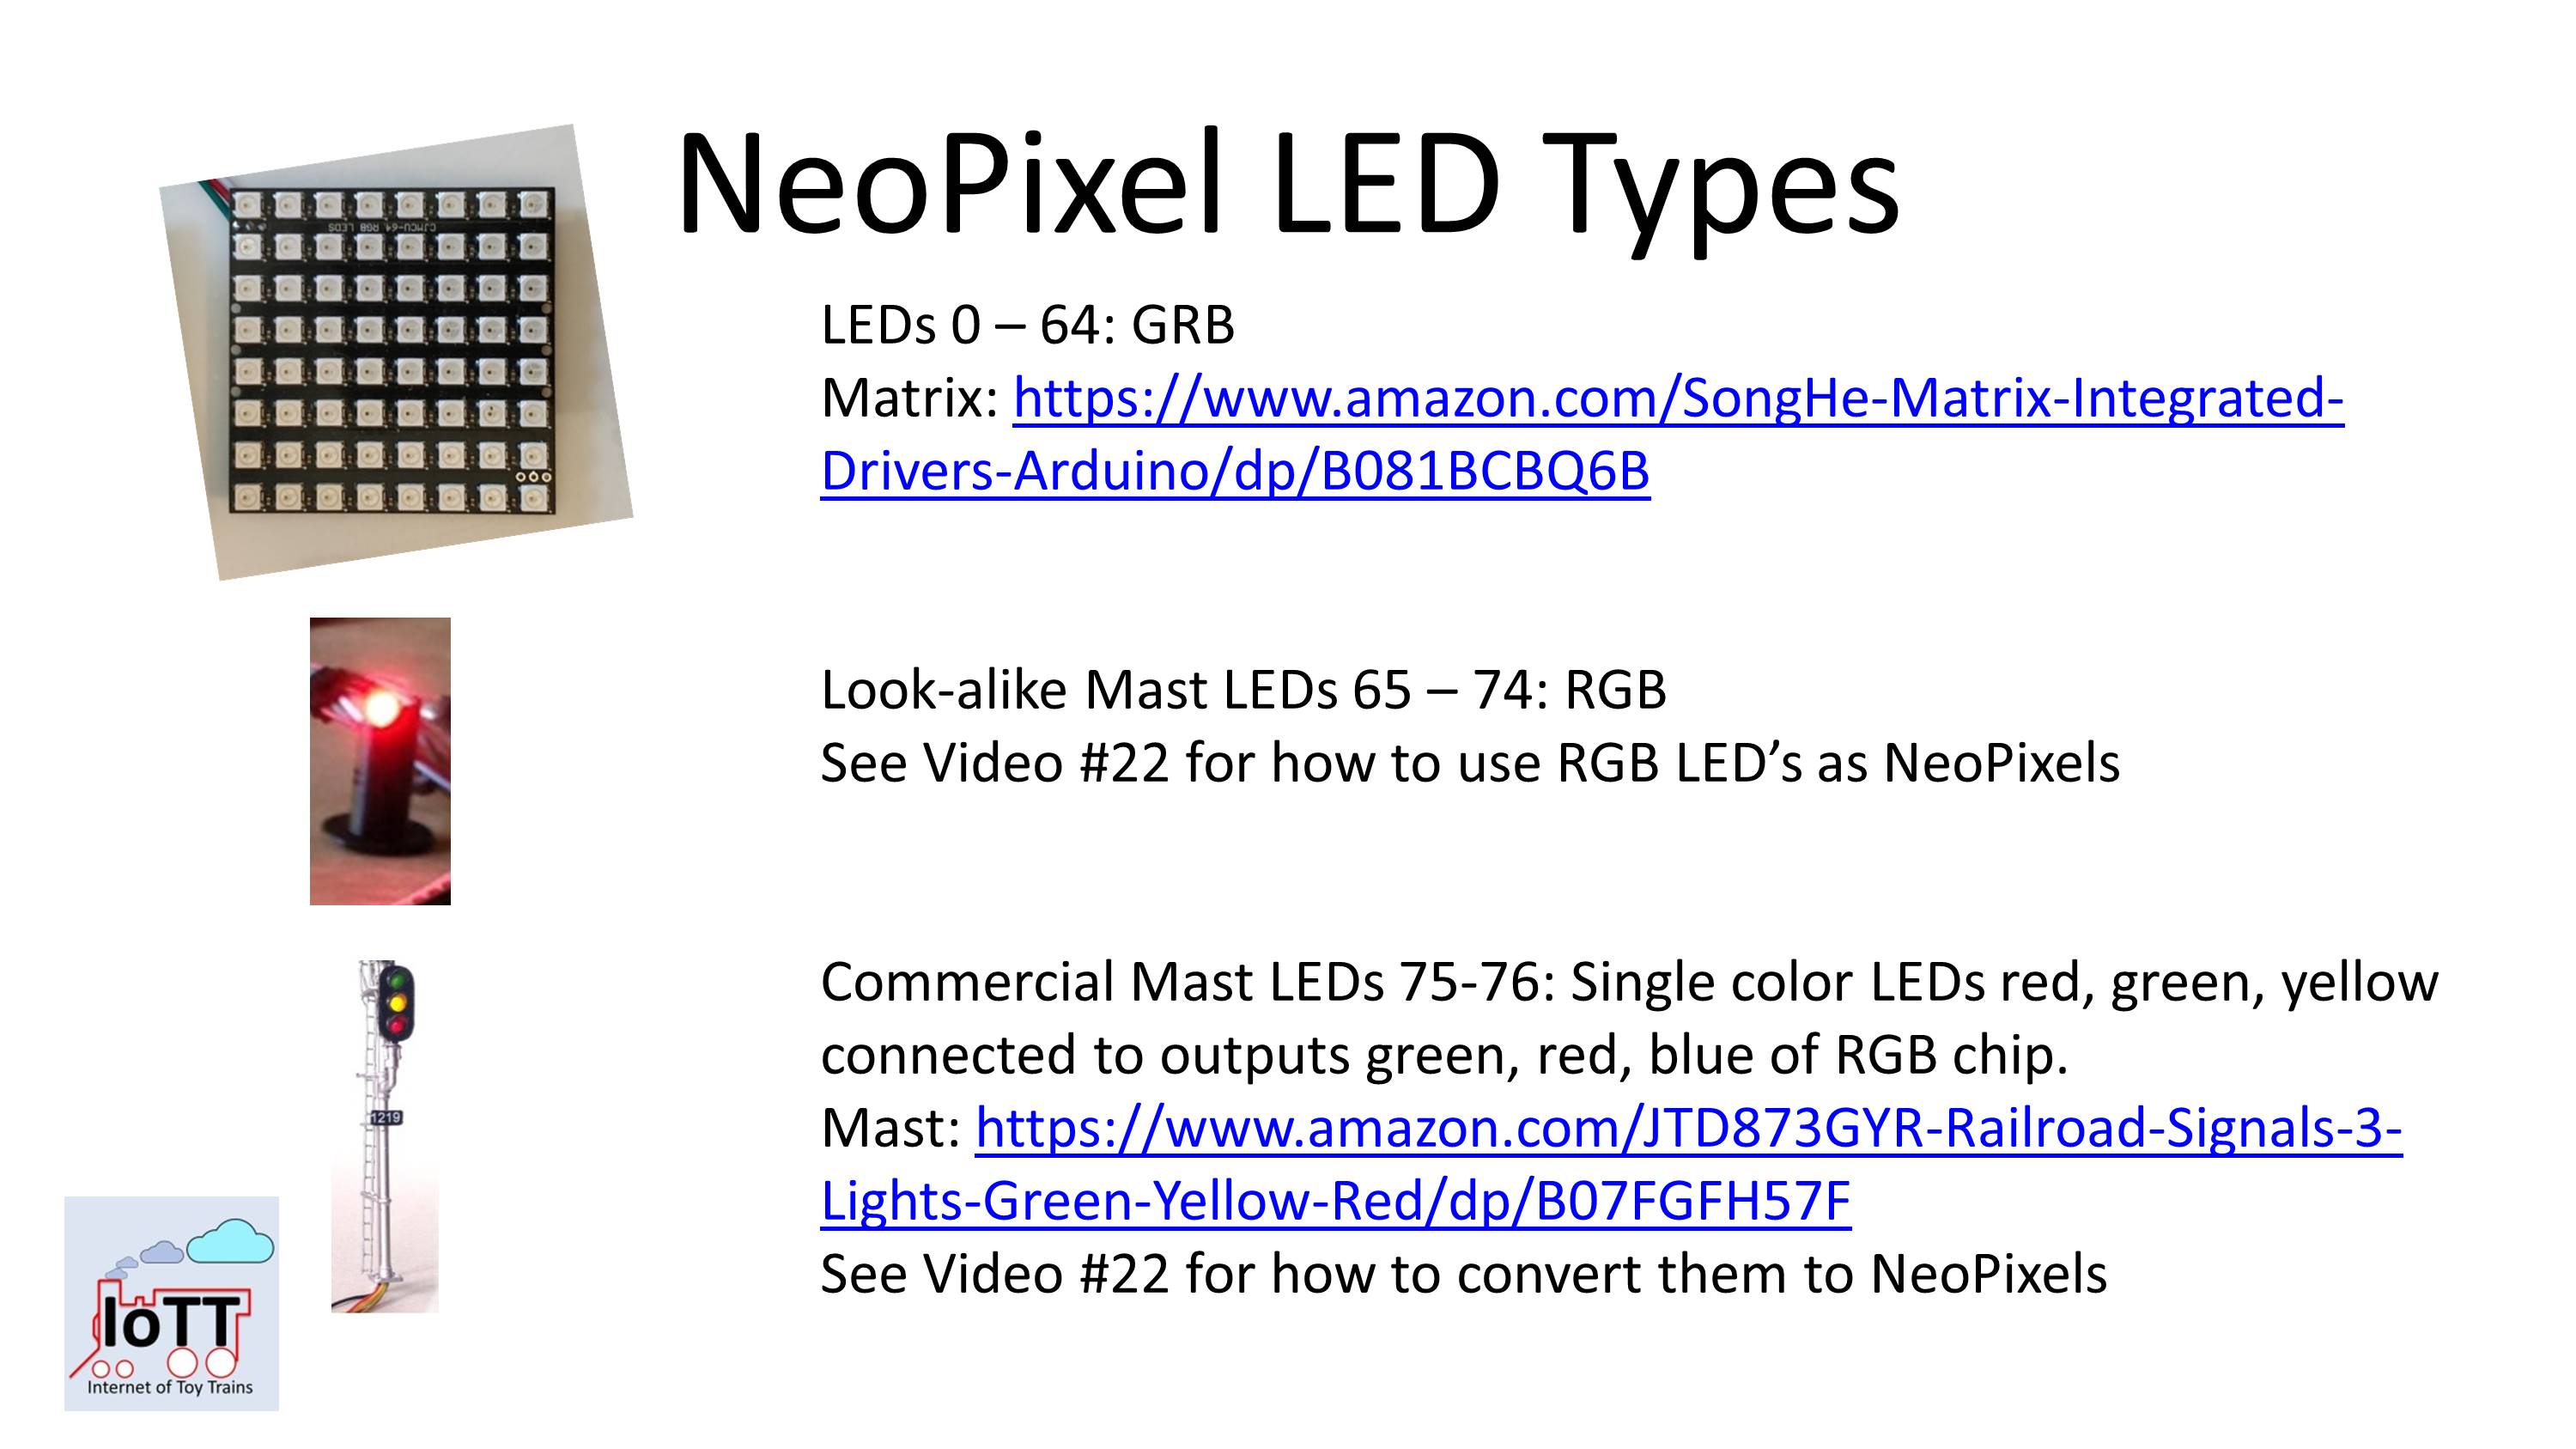 NeoPixel LED Types
CJMCU-64 RGB LEDS
LEDs 0 – 64: GRB
Matrix: https://www.amazon.com/SongHe-Matrix-Integrated-
Drivers-Arduino/dp/B081BCBQ6B
Look-alike Mast LEDs 65 – 74: RGB
See Video #22 for how to use RGB LED’s as NeoPixels
Commercial Mast LEDs 75-76: Single color LEDs red, green, yellow
connected to outputs green, red, blue of RGB chip.
Mast: https://www.amazon.com/JTD873GYR-Railroad-Signals-3-
Lights-Green-Yellow-Red/dp/B07FGFH57F
See Video #22 for how to convert them to NeoPixels
1219
IoTT
Internet of Toy Trains